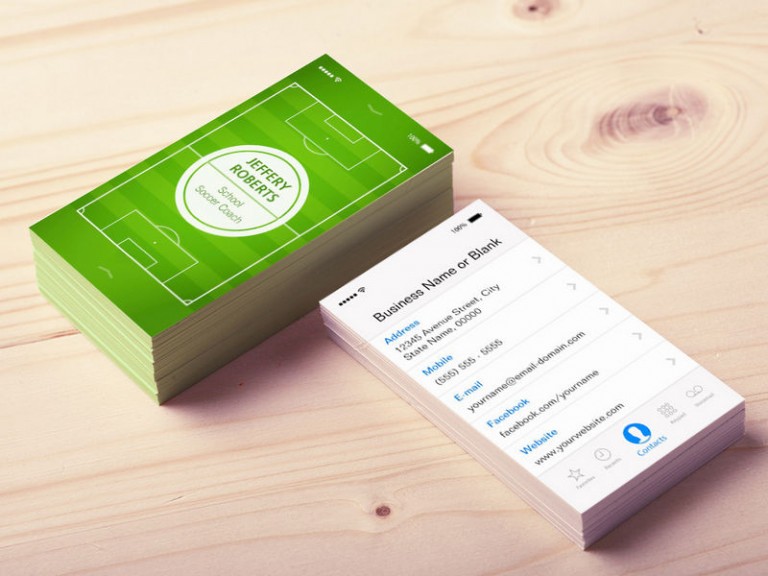 100%
JEFFERY
ROBERTS
School
Soccer Coach
100%
Business Name or Blank
Address
12345 Avenue Street, City
State Name, 00000
Mobile
(555) 555 - 5555
E-mail
yourname@email-domain.com
Facebook
facebook.com/yourname
Website
www.yourwebsite.com
Favorites
Recents
Contacts
Keypad
Voicemail